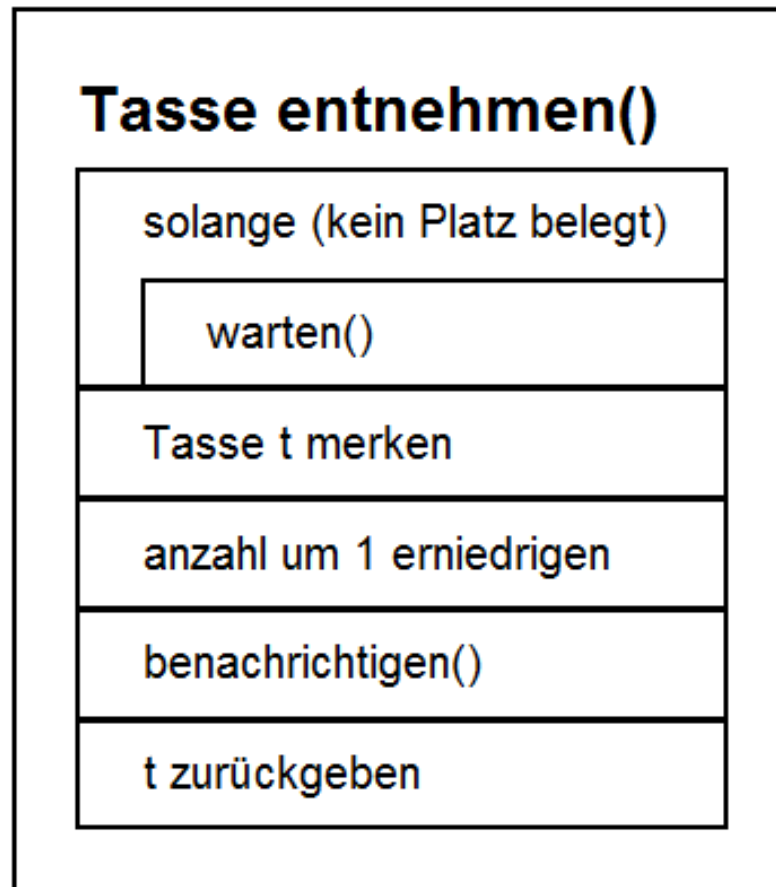 Tasse entnehmen()
solange (kein Platz belegt)
warten()
Tasse t merken
anzahl um 1 erniedrigen
benachrichtigen()
t zurückgeben